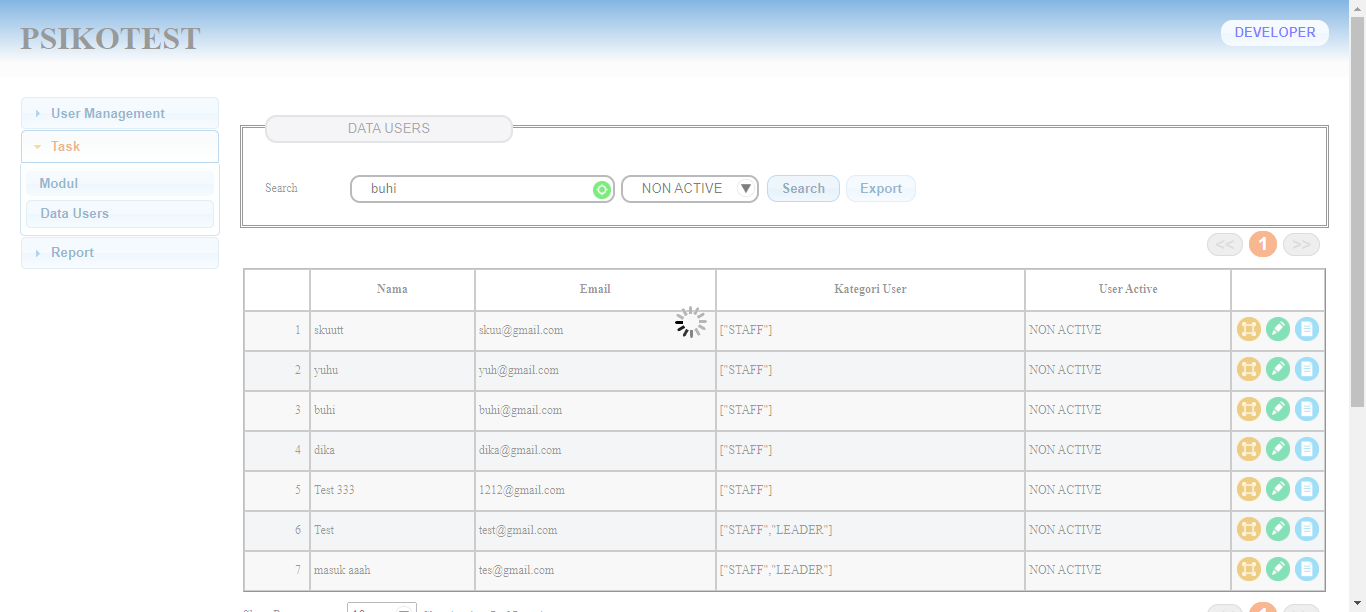 PSIKOTEST
DEVELOPER
User Management
Task
Modul
Data Users
Report
DATA USERS
Search buhi NON ACTIVE Search Export
<< 1 >>
Nama Email Kategori User User Active
1 skuutt skuu@gmail.com ["STAFF"] NON ACTIVE
2 yuhu yuh@gmail.com ["STAFF"] NON ACTIVE
3 buhi buhi@gmail.com ["STAFF"] NON ACTIVE
4 dika dika@gmail.com ["STAFF"] NON ACTIVE
5 Test 333 1212@gmail.com ["STAFF"] NON ACTIVE
6 Test test@gmail.com ["STAFF","LEADER"] NON ACTIVE
7 masuk aaah tes@gmail.com ["STAFF","LEADER"] NON ACTIVE